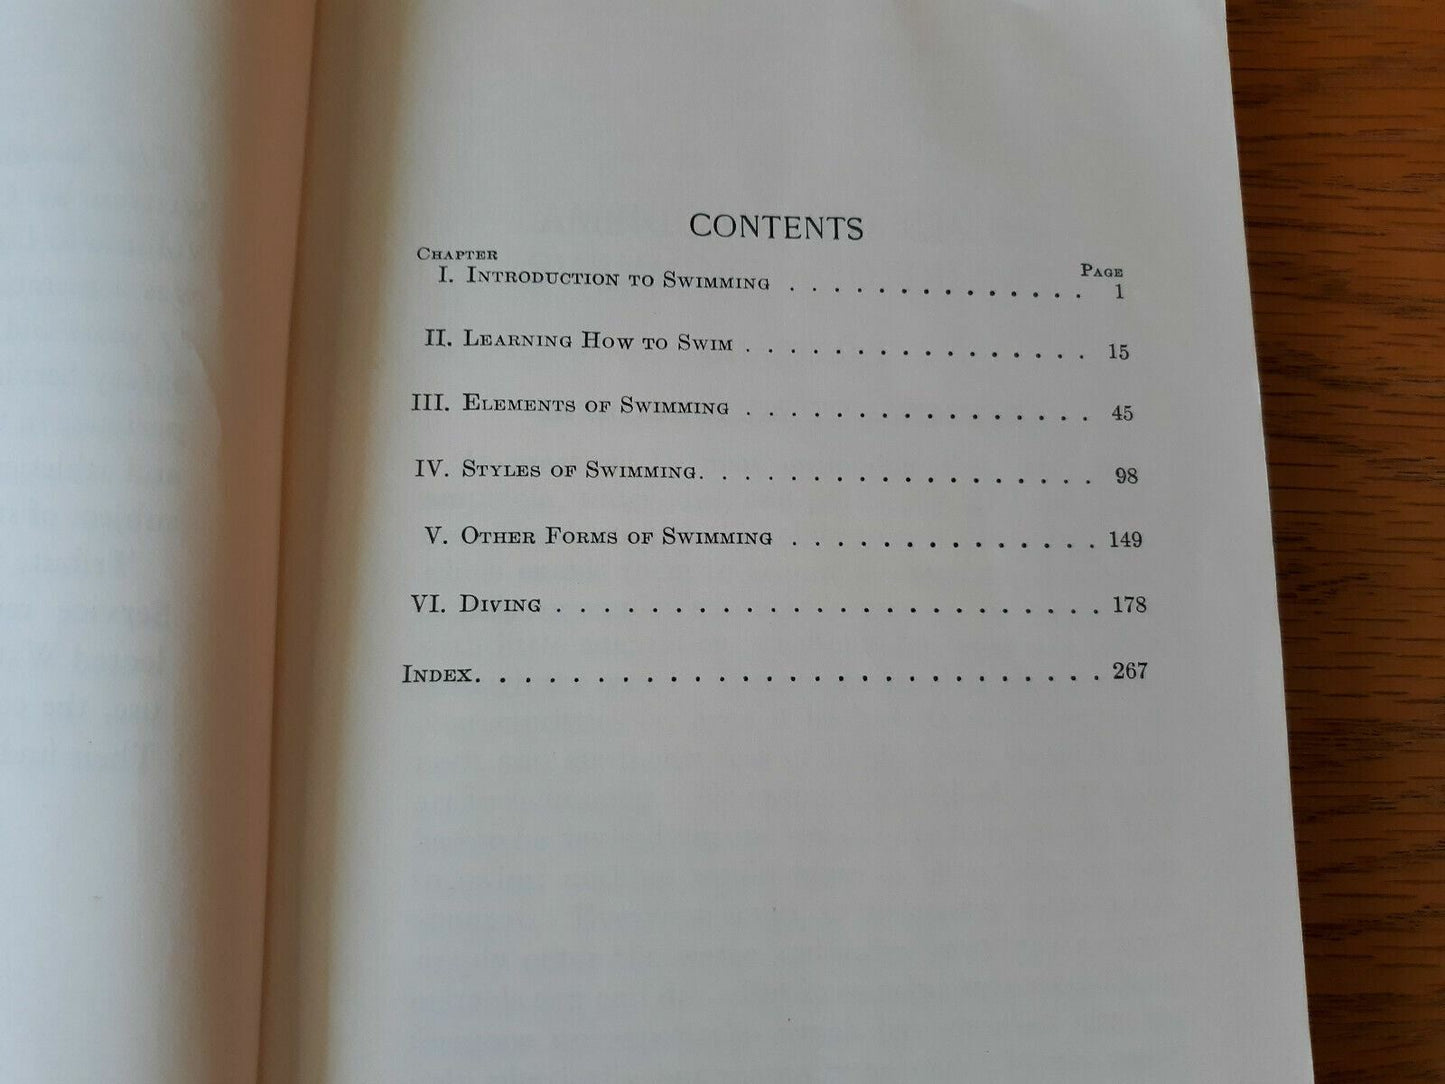 CONTENTS
CHAPTER
PAGE
I. INTRODUCTION TO SWIMMING . . . . . . . . . . . . . . 1
II. LEARNING HOW TO SWIM . . . . . . . . . . . . . . . . 15
III. ELEMENTS OF SWIMMING . . . . . . . . . . . . . . . . 45
IV. STYLES OF SWIMMING. . . . . . . . . . . . . . . . . . 98
V. OTHER FORMS OF SWIMMING . . . . . . . . . . . . . . 149
VI. DIVING . . . . . . . . . . . . . . . . . . . . . . . . 178
INDEX. . . . . . . . . . . . . . . . . . . . . . . . . . . 267